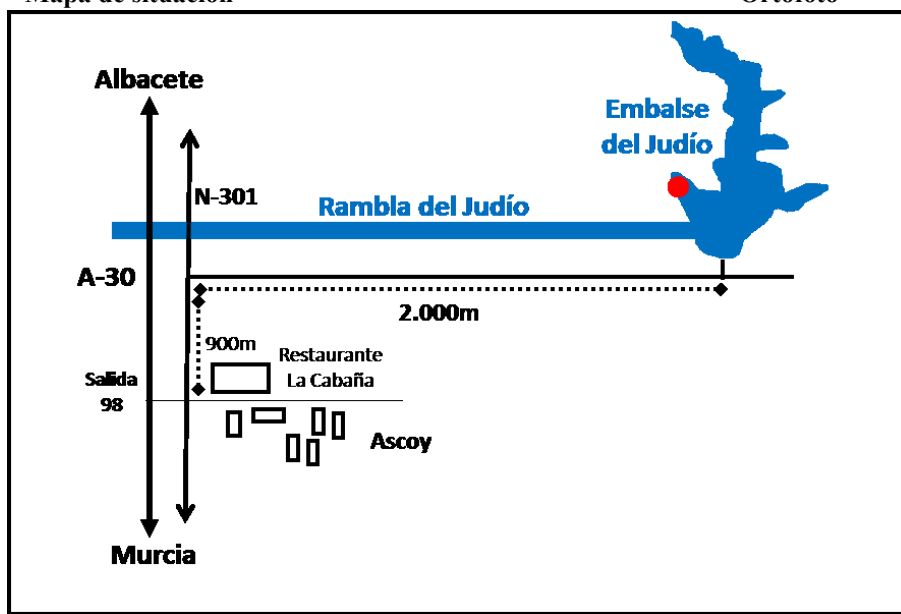 Mapa de situación
Ortofoto
Albacete
Embalse
del Judío
N-301
Rambla del Judío
A-30
2.000m
900m
Restaurante
La Cabaña
Salida
98
Ascoy
Murcia